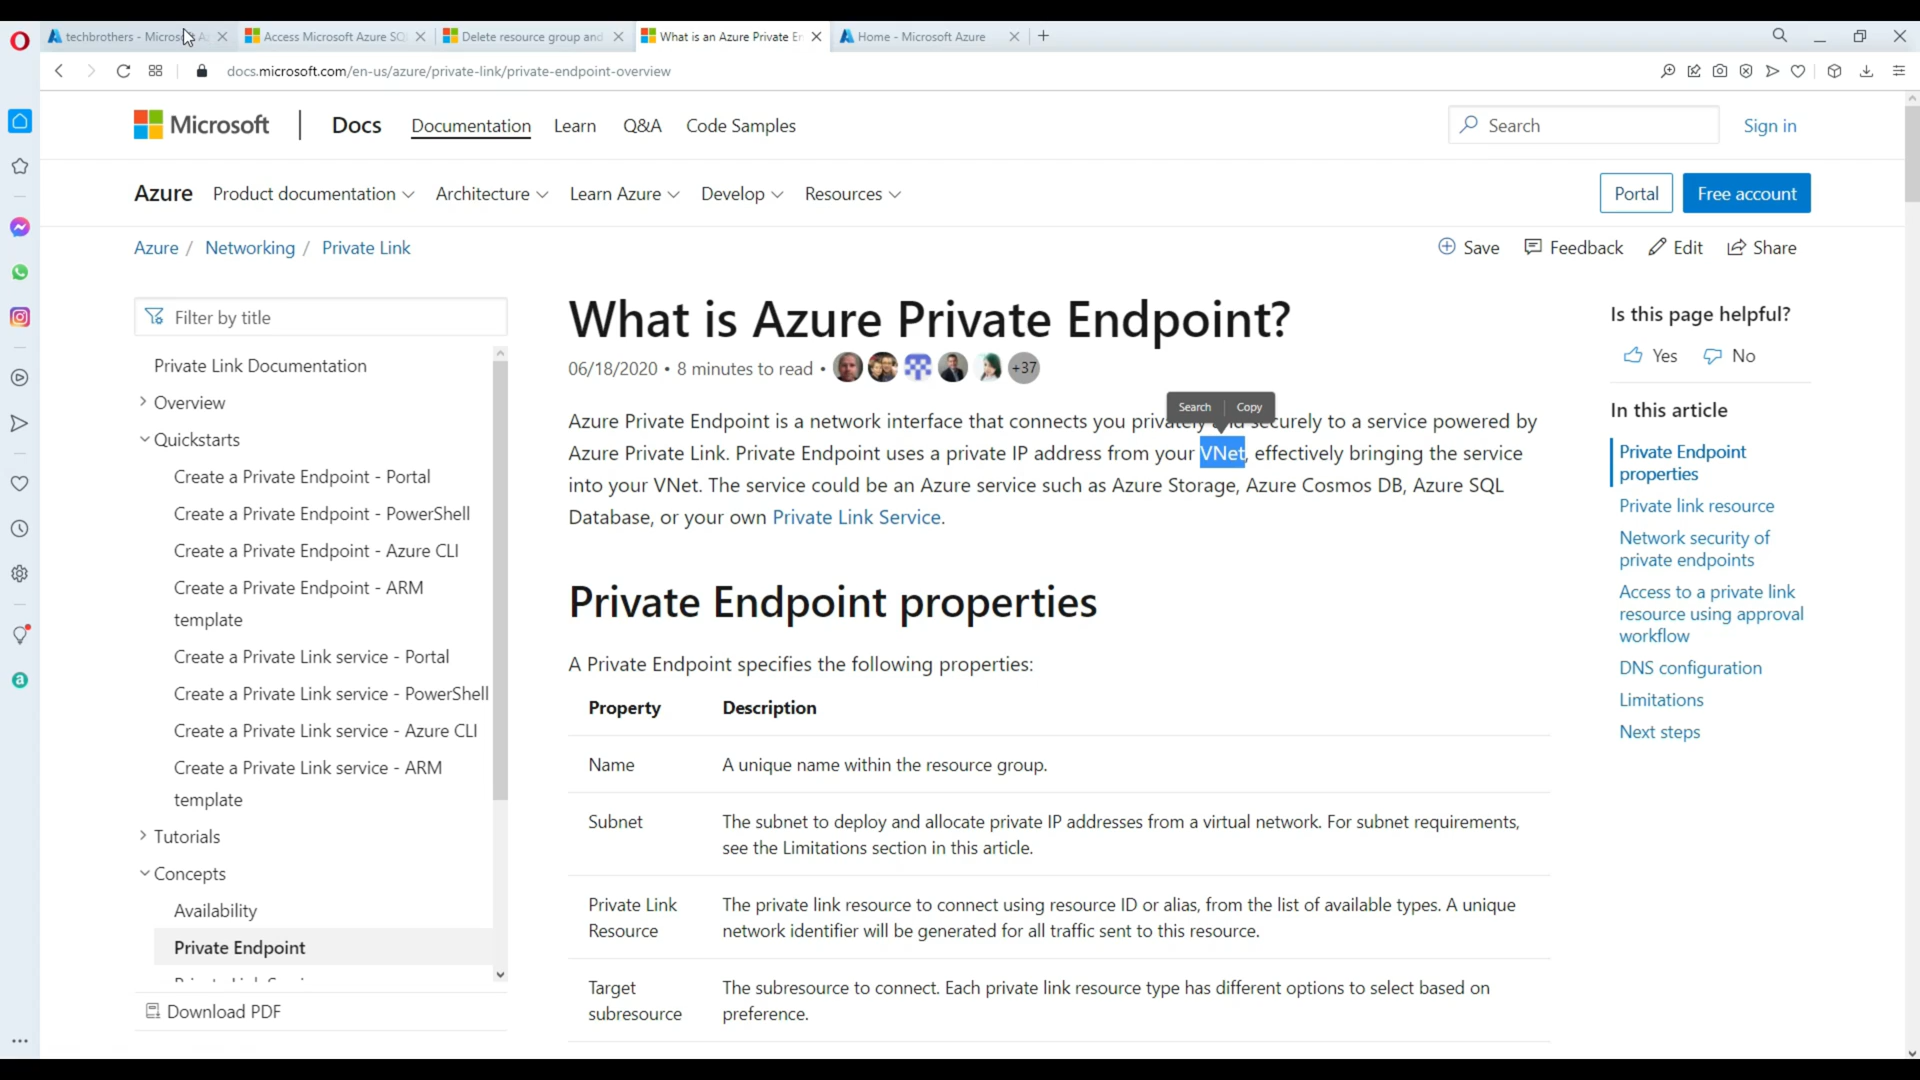 techbrothers - Microso
Access Microsoft Azure SQ
Delete resource group and
What is an Azure Private E
Home - Microsoft Azure
docs.microsoft.com/en-us/azure/private-link/private-endpoint-overview
Microsoft
Docs
Documentation
Learn
Q&A
Code Samples
Search
Sign in
Azure
Product documentation
Architecture
Learn Azure
Develop
Resources
Portal
Free account
Azure / Networking / Private Link
Save
Feedback
Edit
Share
Filter by title
Private Link Documentation
Overview
Quickstarts
Create a Private Endpoint - Portal
Create a Private Endpoint - PowerShell
Create a Private Endpoint - Azure CLI
Create a Private Endpoint - ARM
template
Create a Private Link service - Portal
Create a Private Link service - PowerShell
Create a Private Link service - Azure CLI
Create a Private Link service - ARM
template
Tutorials
Concepts
Availability
Private Endpoint
Download PDF
What is Azure Private Endpoint?
06/18/2020 • 8 minutes to read •
+37
Search
Copy
Azure Private Endpoint is a network interface that connects you privately and securely to a service powered by
Azure Private Link. Private Endpoint uses a private IP address from your VNet, effectively bringing the service
into your VNet. The service could be an Azure service such as Azure Storage, Azure Cosmos DB, Azure SQL
Database, or your own Private Link Service.
Private Endpoint properties
A Private Endpoint specifies the following properties:
Property
Description
Name
A unique name within the resource group.
Subnet
The subnet to deploy and allocate private IP addresses from a virtual network. For subnet requirements,
see the Limitations section in this article.
Private Link
Resource
The private link resource to connect using resource ID or alias, from the list of available types. A unique
network identifier will be generated for all traffic sent to this resource.
Target
subresource
The subresource to connect. Each private link resource type has different options to select based on
preference.
Is this page helpful?
Yes
No
In this article
Private Endpoint
properties
Private link resource
Network security of
private endpoints
Access to a private link
resource using approval
workflow
DNS configuration
Limitations
Next steps